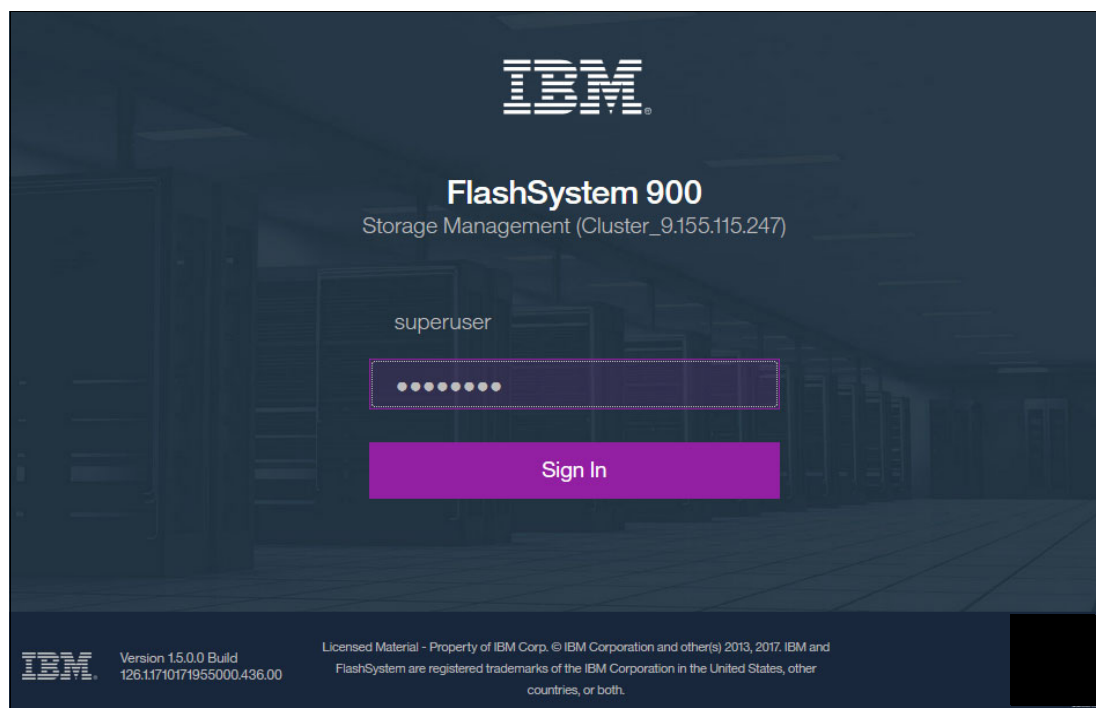 IBM®
FlashSystem 900
Storage Management (Cluster_9.155.115.247)
superuser
●●●●●●●●
Sign In
IBM.
Version 1.5.0.0 Build
126.1.1710171955000.436.00
Licensed Material - Property of IBM Corp. © IBM Corporation and other(s) 2013, 2017. IBM and
FlashSystem are registered trademarks of the IBM Corporation in the United States, other
countries, or both.